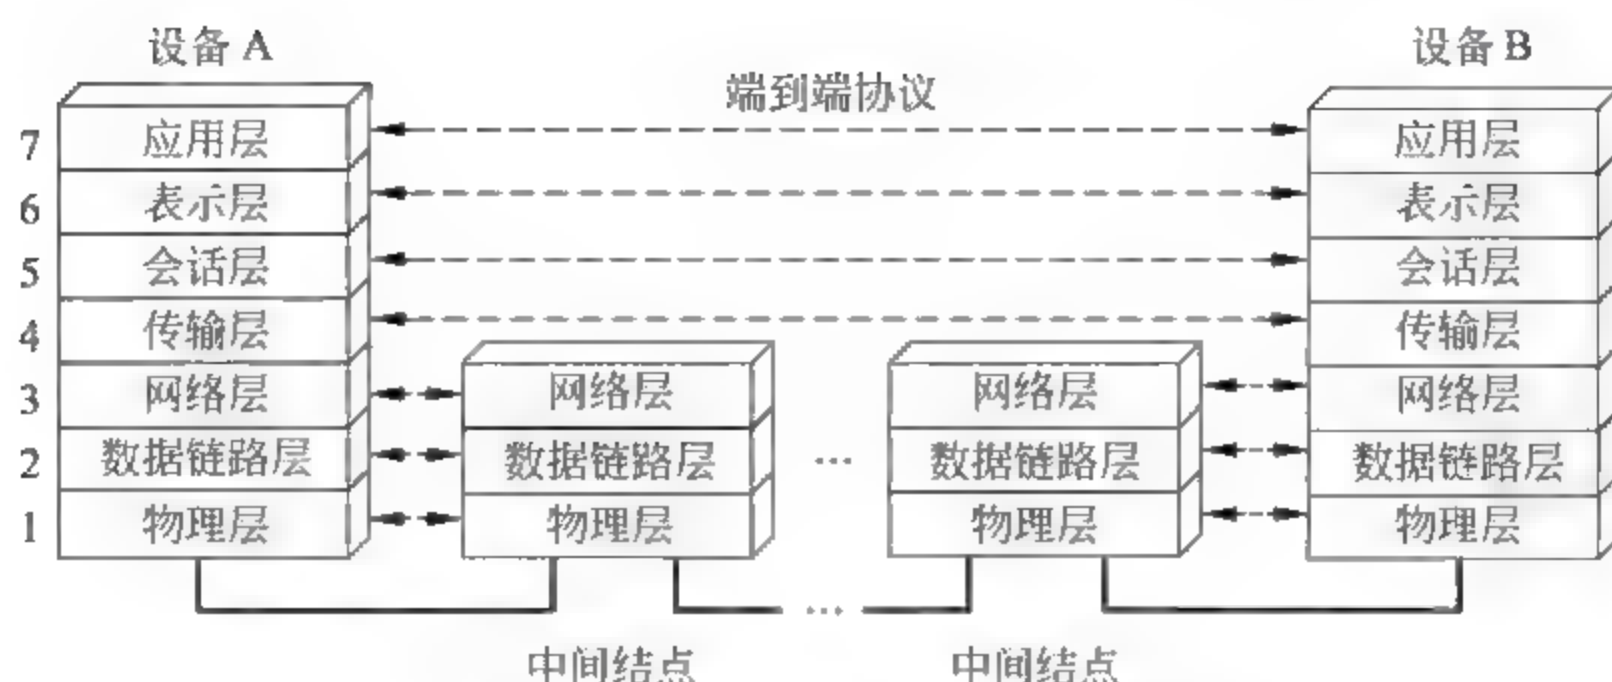 设备 A
设备 B
端到端协议
7 应用层 应用层
6 表示层 表示层
5 会话层 会话层
4 传输层 传输层
3 网络层 网络层 网络层 网络层
2 数据链路层 数据链路层 … 数据链路层 数据链路层
1 物理层 物理层 物理层 物理层
…
中间结点 中间结点